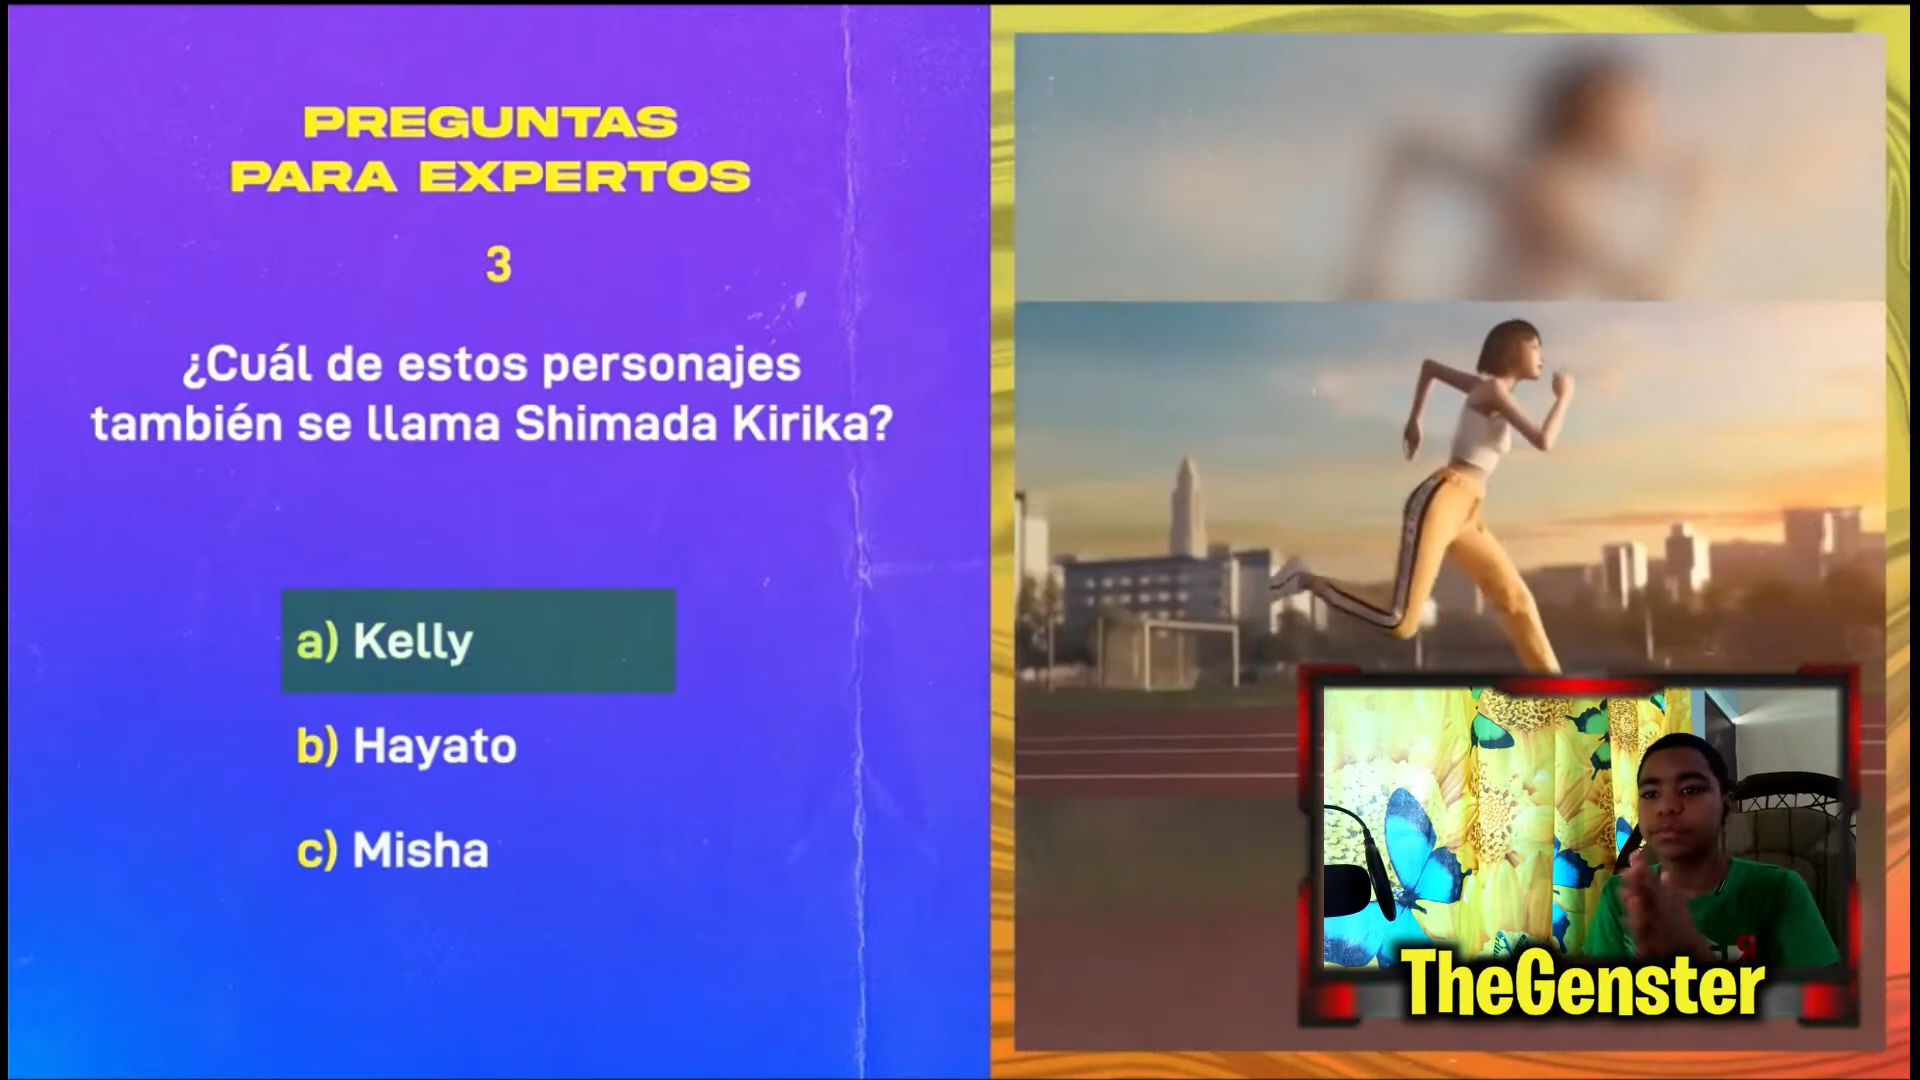 PREGUNTAS
PARA EXPERTOS
3
¿Cuál de estos personajes
también se llama Shimada Kirika?
a) Kelly
b) Hayato
c) Misha
TheGenster